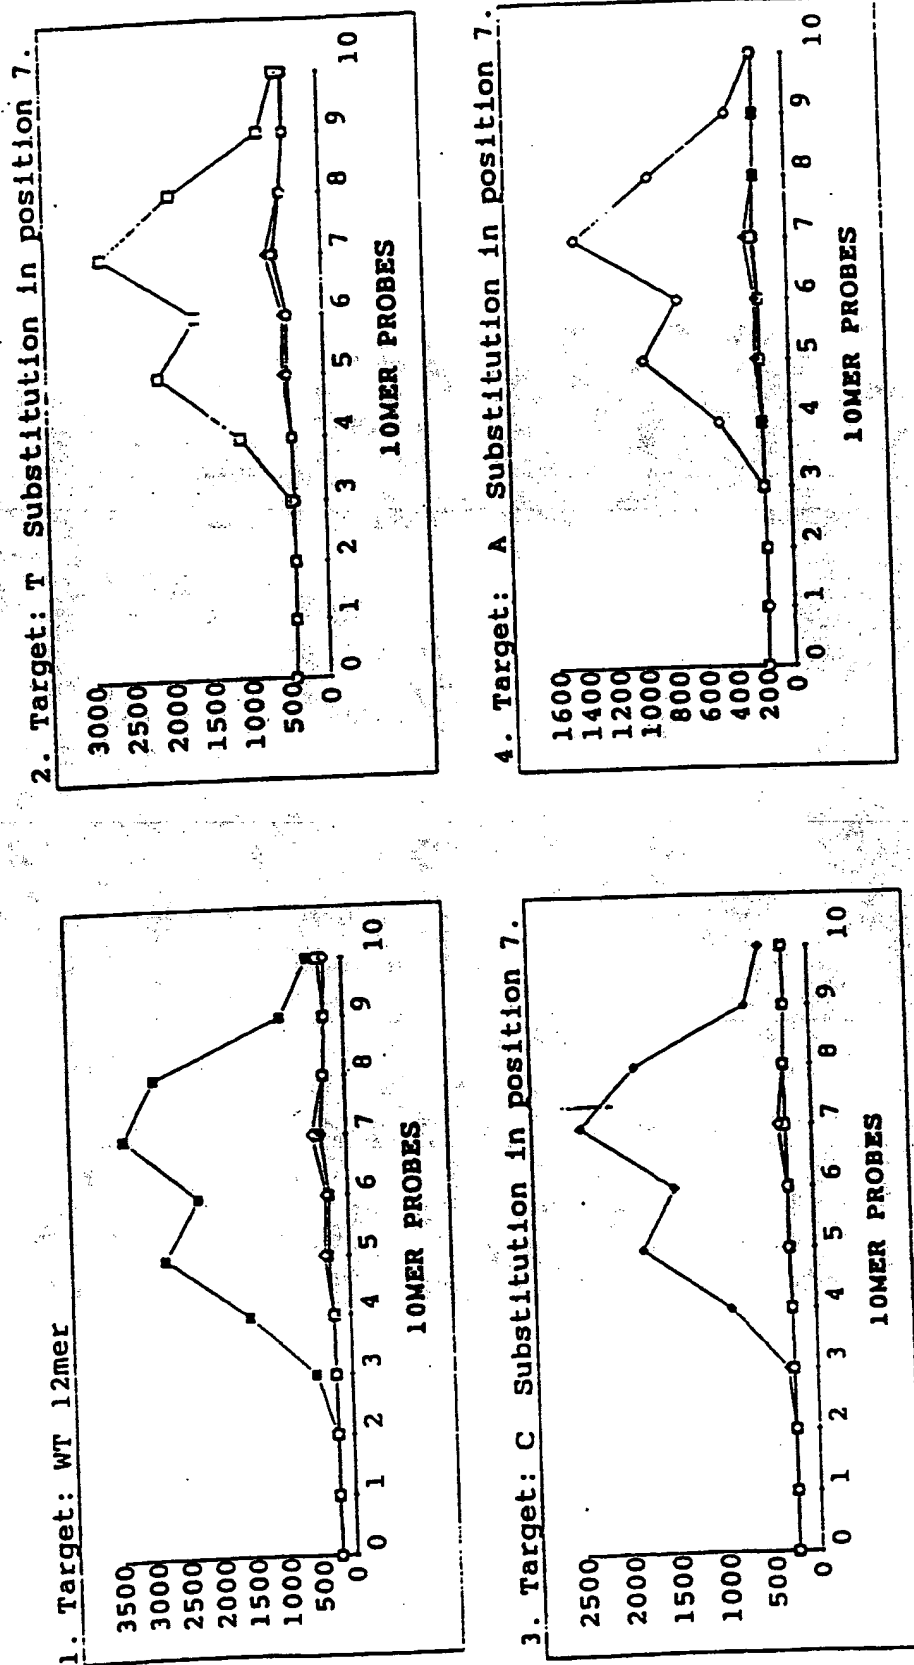 1. Target: WT 12mer
3500
3000
2500
2000
1500
1000
500
0
0 1 2 3 4 5 6 7 8 9 10
10MER PROBES
2. Target: T Substitution in position 7.
3000
2500
2000
1500
1000
500
0
0 1 2 3 4 5 6 7 8 9 10
10MER PROBES
3. Target: C Substitution in position 7.
2500
2000
1500
1000
500
0
0 1 2 3 4 5 6 7 8 9 10
10MER PROBES
4. Target: A Substitution in position 7.
1600
1400
1200
1000
800
600
400
200
0
0 1 2 3 4 5 6 7 8 9 10
10MER PROBES